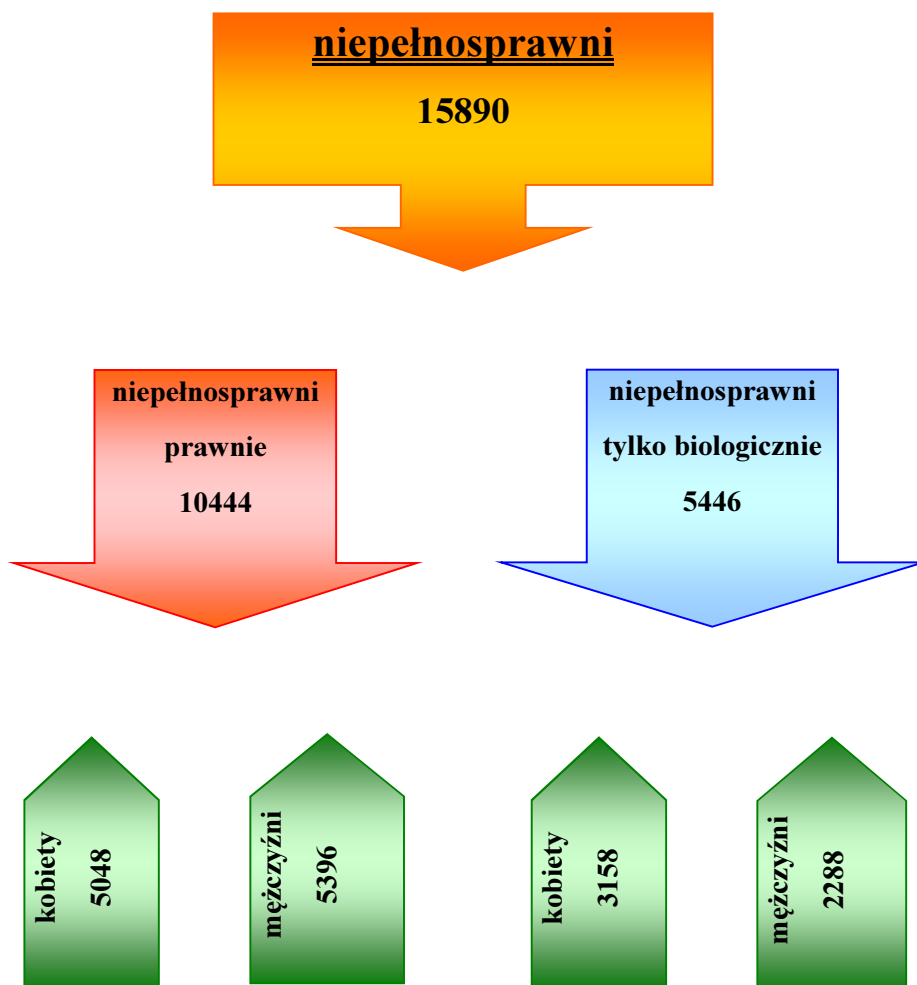 niepełnosprawni
15890
niepełnosprawni
prawnie
10444
niepełnosprawni
tylko biologicznie
5446
kobiety
5048
mężczyźni
5396
kobiety
3158
mężczyźni
2288